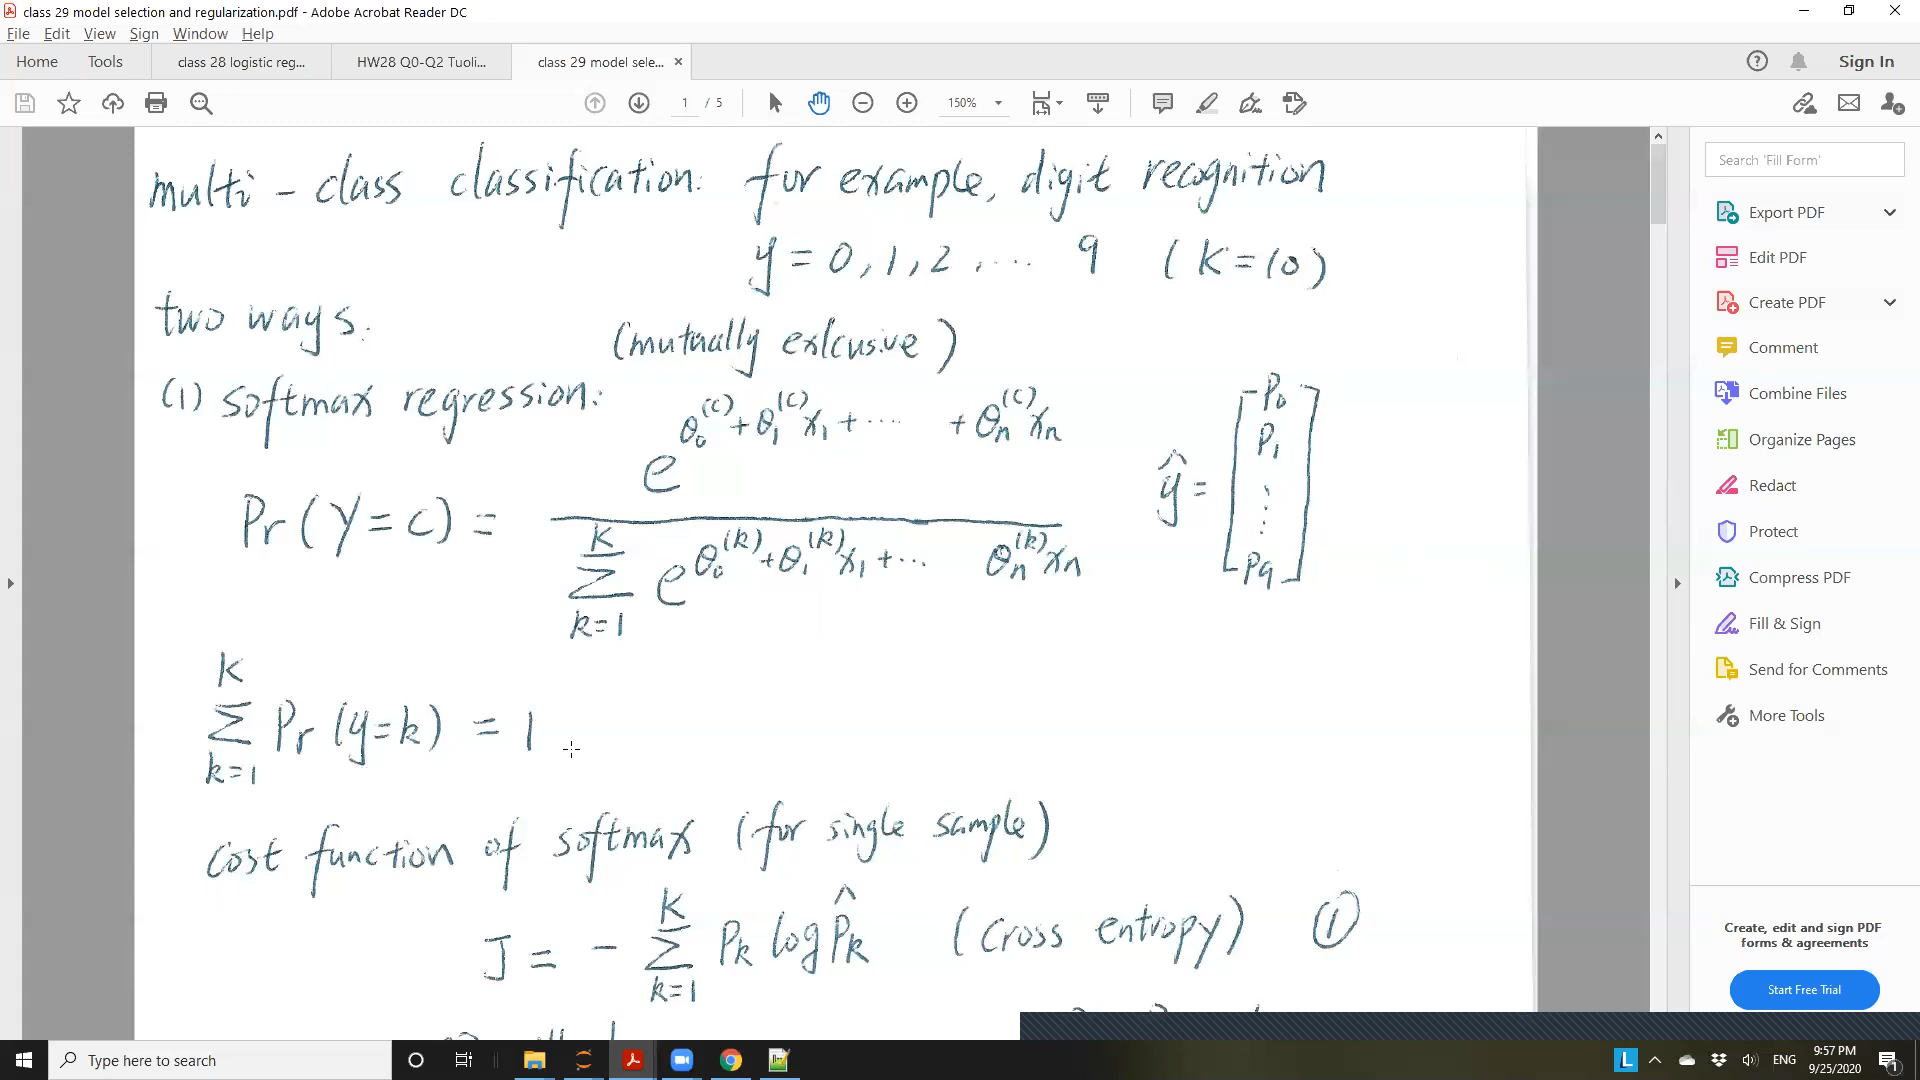 class 29 model selection and regularization.pdf - Adobe Acrobat Reader DC
File Edit View Sign Window Help
Home Tools class 28 logistic reg... HW28 Q0-Q2 Tuoli... class 29 model sele... × Sign In
1 / 5 150%
multi - class classification: for example, digit recognition
y = 0, 1, 2, ... 9 (K=10)
two ways.
(mutually exlcusive)
(1) softmax regression:
Pr(Y=c) = e^{θ₀^{(c)}+θ₁^{(c)}x₁+···· +θₙ^{(c)}xₙ} / Σ_{k=1}^{K} e^{θ₀^{(k)}+θ₁^{(k)}x₁+··· θₙ^{(k)}xₙ}
ŷ = [P₀ P₁ ⋮ P₉]
Σ_{k=1}^{K} Pr(y=k) = 1
cost function of softmax (for single sample)
J = - Σ_{k=1}^{K} Pₖ log P̂ₖ (cross entropy) ①
Search 'Fill Form'
Export PDF
Edit PDF
Create PDF
Comment
Combine Files
Organize Pages
Redact
Protect
Compress PDF
Fill & Sign
Send for Comments
More Tools
Create, edit and sign PDF
forms & agreements
Start Free Trial
Type here to search
L
ENG
9:57 PM
9/25/2020
1